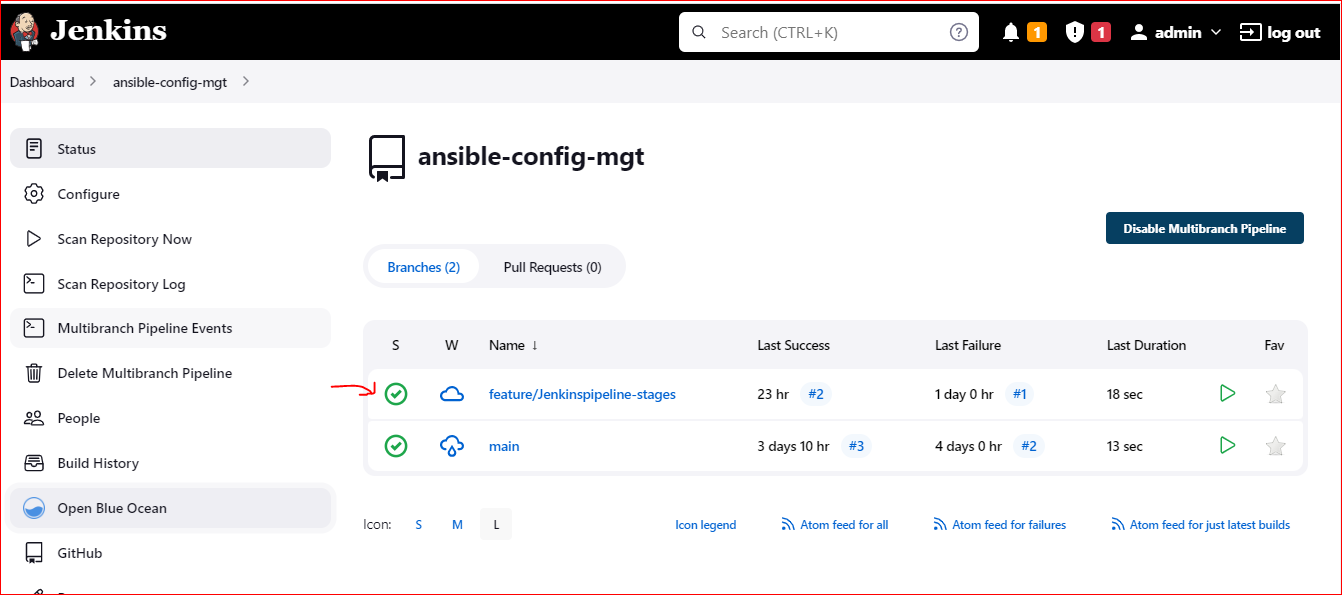 Jenkins
Search (CTRL+K)
?
1
1
admin
log out
Dashboard
ansible-config-mgt
Status
Configure
Scan Repository Now
Scan Repository Log
Multibranch Pipeline Events
Delete Multibranch Pipeline
People
Build History
Open Blue Ocean
GitHub
ansible-config-mgt
Disable Multibranch Pipeline
Branches (2) Pull Requests (0)
S W Name ↓ Last Success Last Failure Last Duration Fav
feature/Jenkinspipeline-stages 23 hr #2 1 day 0 hr #1 18 sec
main 3 days 10 hr #3 4 days 0 hr #2 13 sec
Icon: S M L Icon legend Atom feed for all Atom feed for failures Atom feed for just latest builds